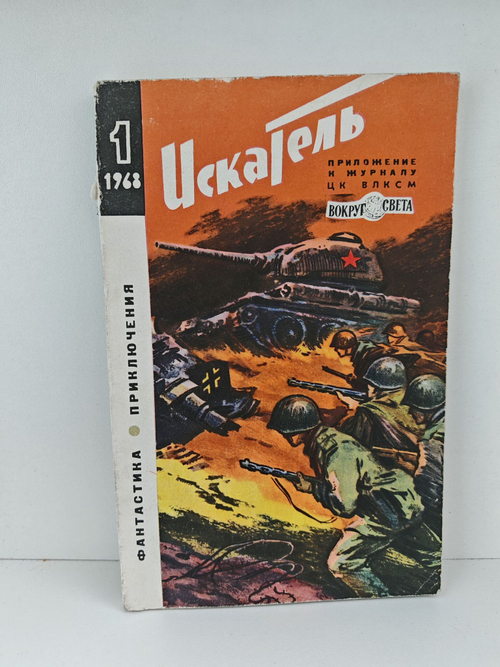 1
1968
Искатель
ПРИЛОЖЕНИЕ
К ЖУРНАЛУ
ЦК ВЛКСМ
ВОКРУГ СВЕТА
ФАНТАСТИКА • ПРИКЛЮЧЕНИЯ